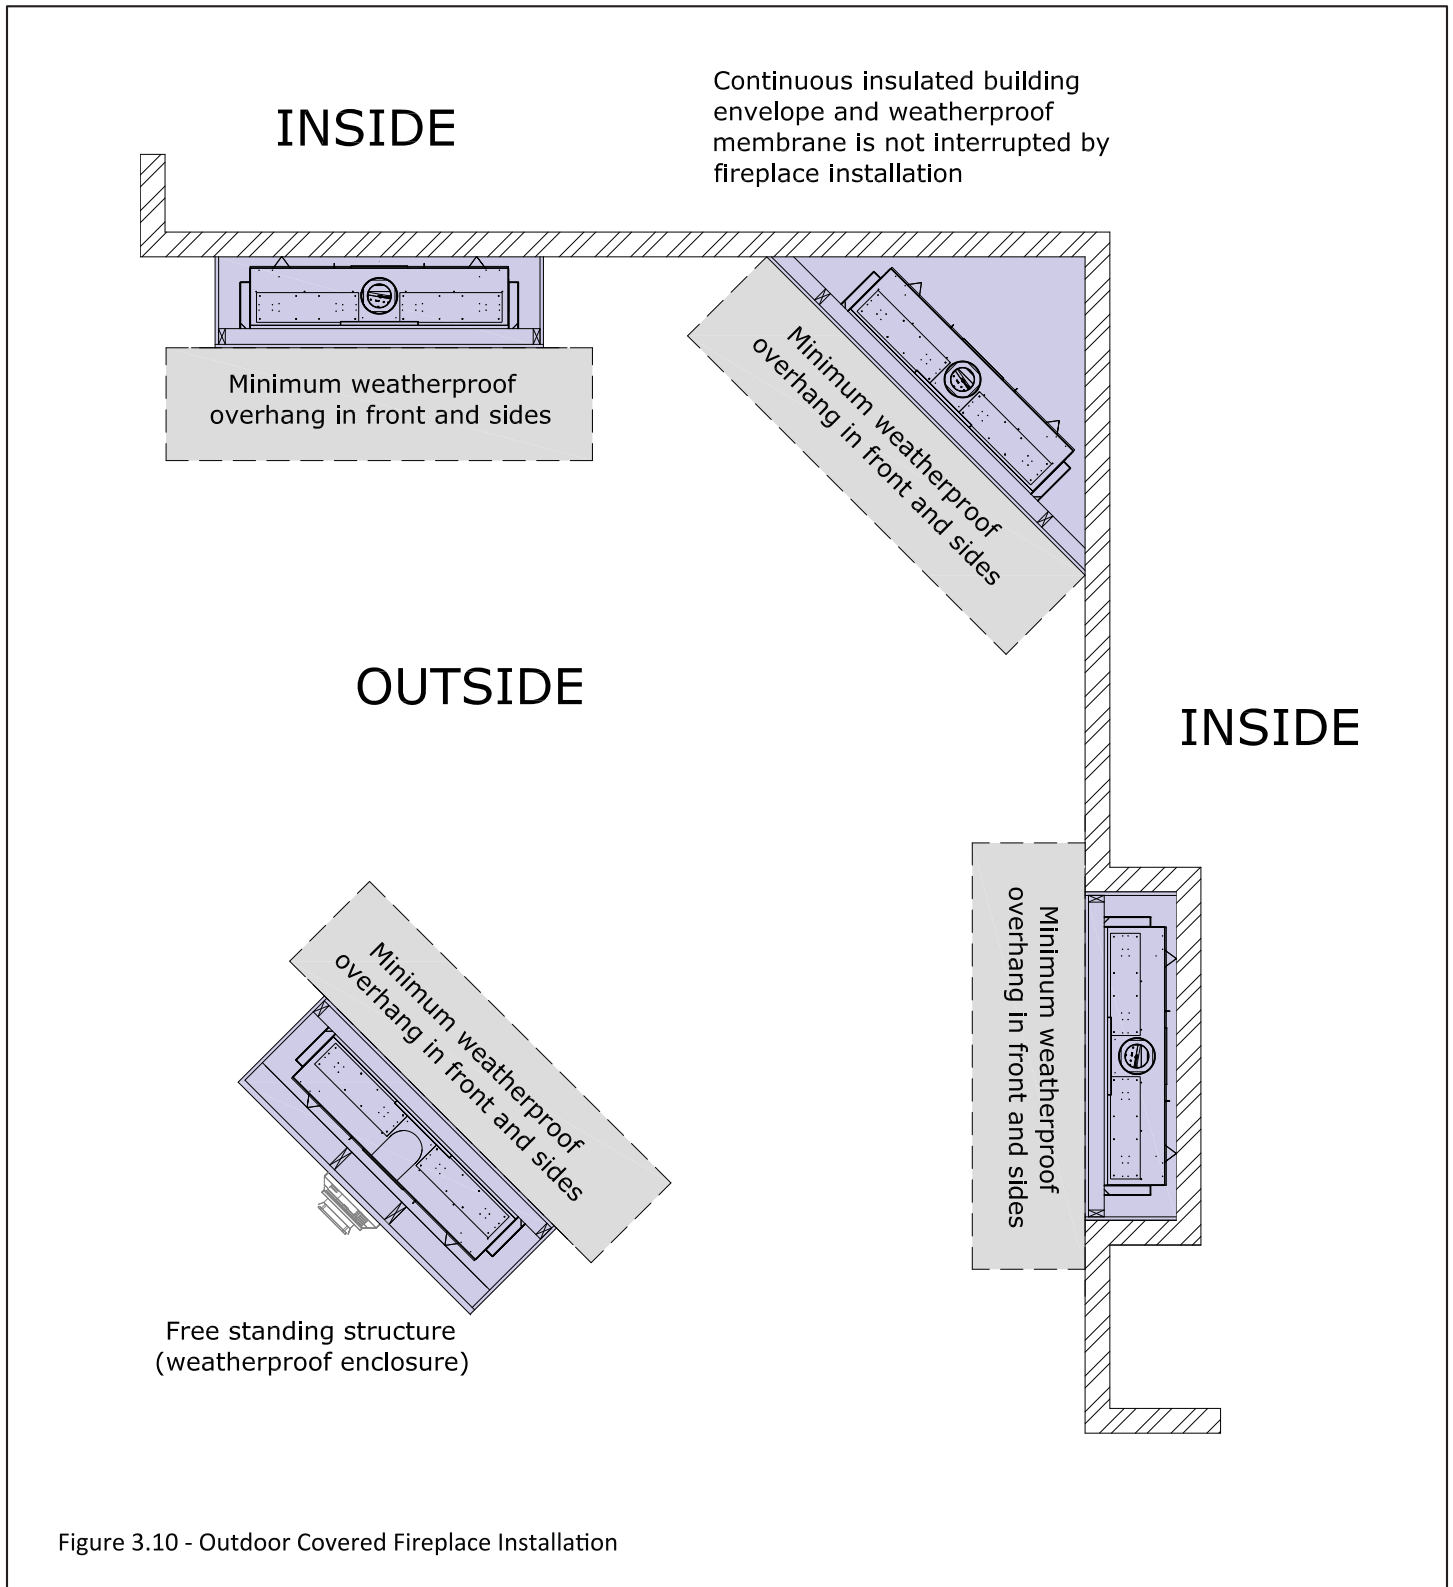 INSIDE
Continuous insulated building
envelope and weatherproof
membrane is not interrupted by
fireplace installation
Minimum weatherproof
overhang in front and sides
Minimum weatherproof
overhang in front and sides
OUTSIDE
INSIDE
Minimum weatherproof
overhang in front and sides
Minimum weatherproof
overhang in front and sides
Free standing structure
(weatherproof enclosure)
Figure 3.10 - Outdoor Covered Fireplace Installation